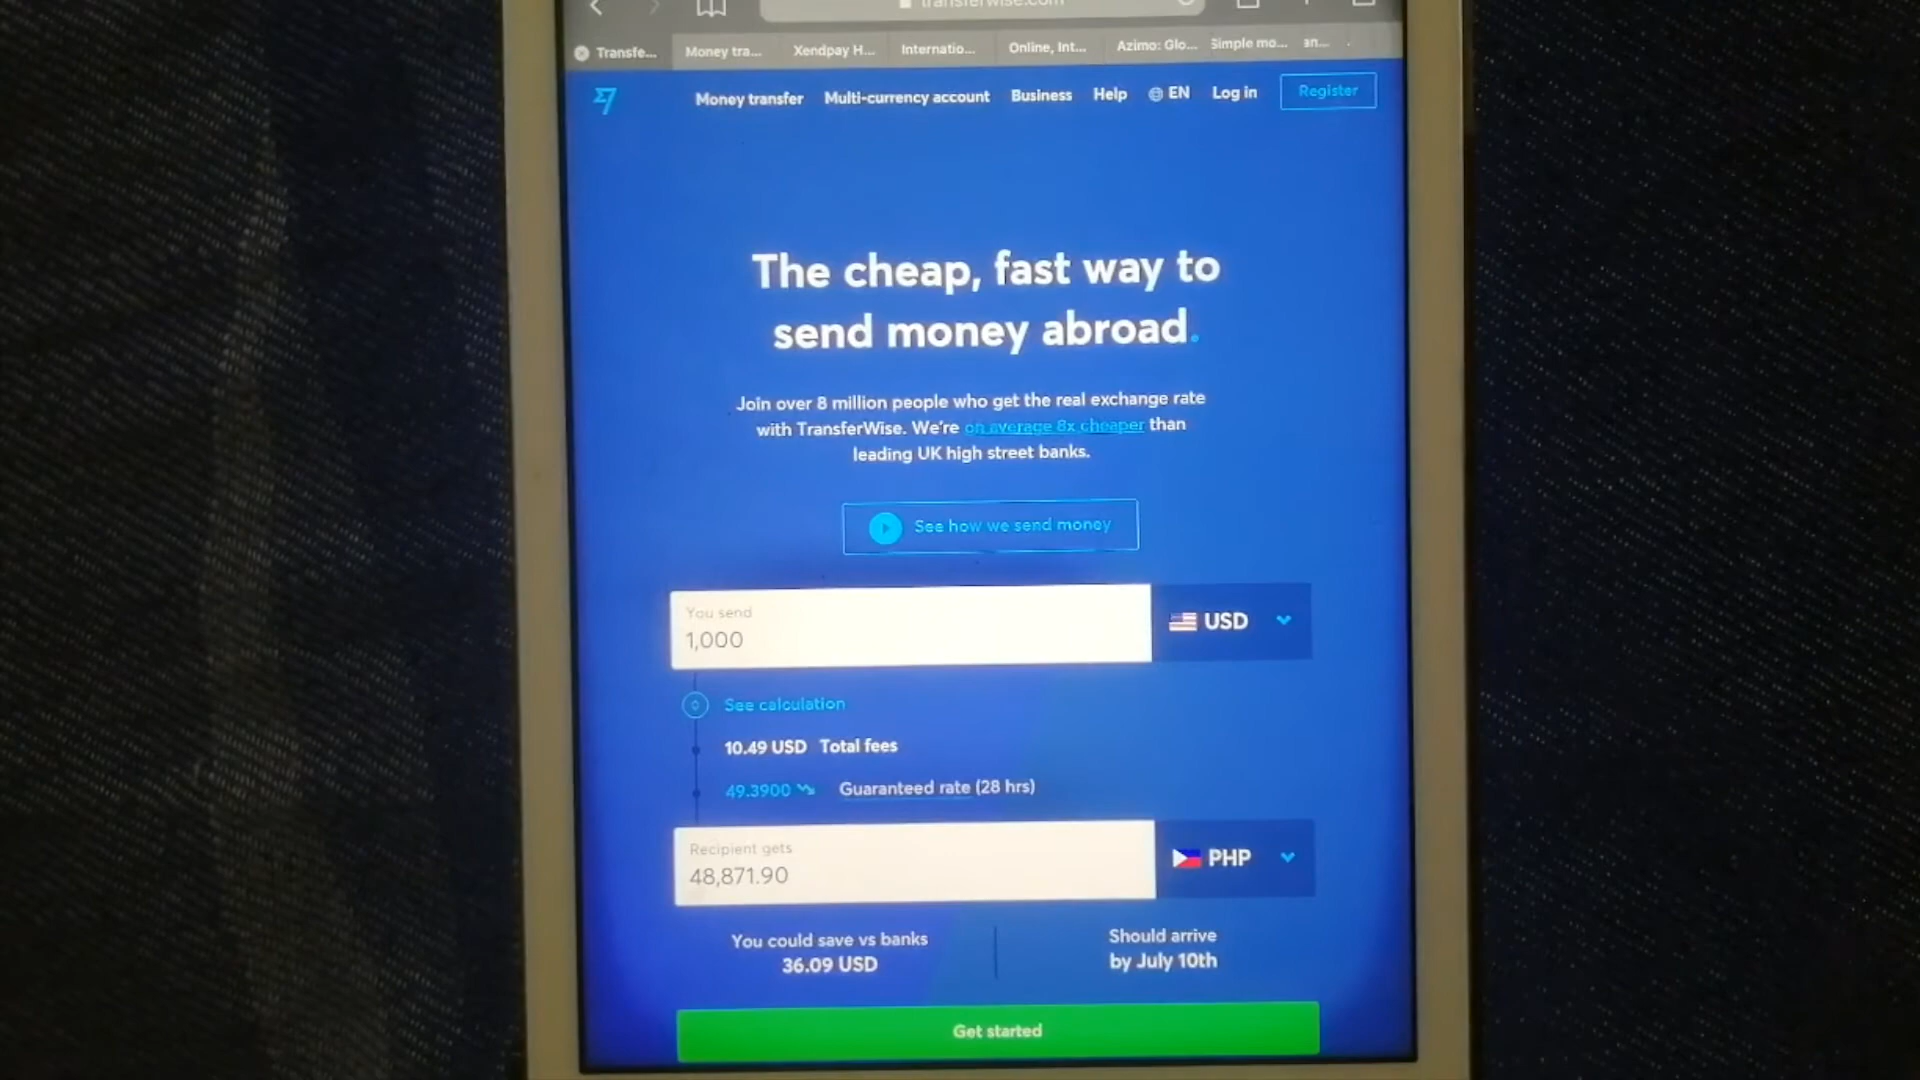 transferwise.com
Transfe... Money tra... Xendpay H... Internatio... Online, Int... Azimo: Glo... Simple mo... an...
Money transfer Multi-currency account Business Help EN Log in Register
The cheap, fast way to
send money abroad.
Join over 8 million people who get the real exchange rate
with TransferWise. We're on average 8x cheaper than
leading UK high street banks.
See how we send money
You send
1,000
USD
See calculation
10.49 USD Total fees
49.3900 Guaranteed rate (28 hrs)
Recipient gets
48,871.90
PHP
You could save vs banks
36.09 USD
Should arrive
by July 10th
Get started